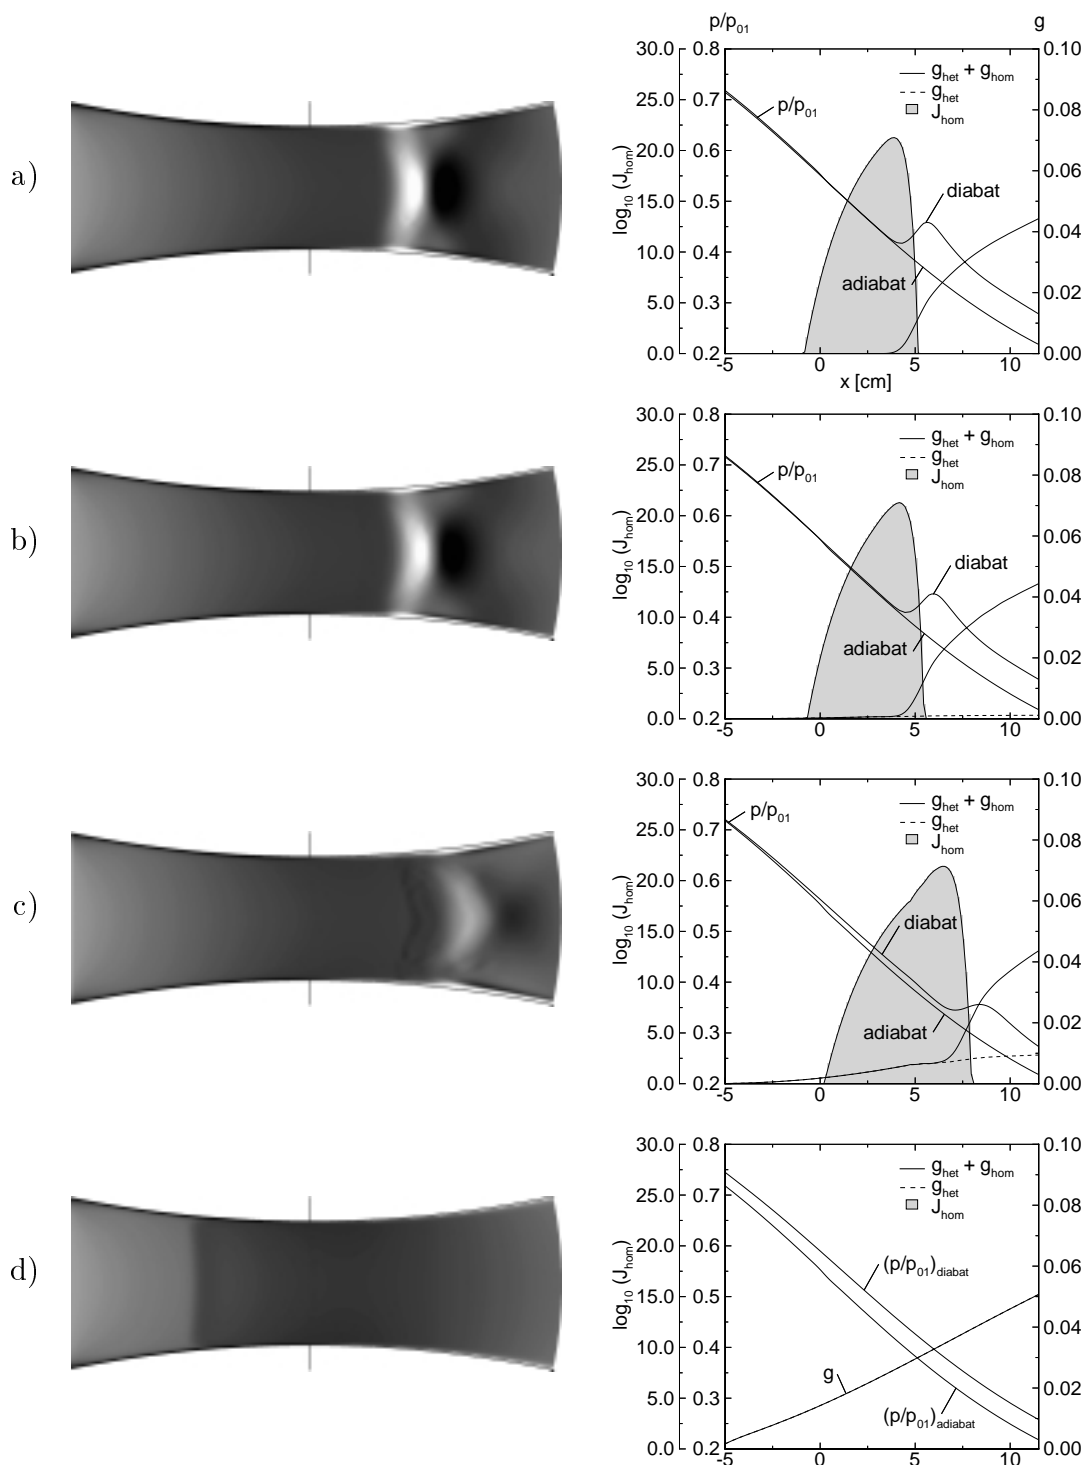 a)
p/p01
g
30.0 0.8 0.10
g_het + g_hom
g_het
J_hom
25.0 0.7 0.08
p/p01
20.0 0.6 0.06
log10 (J_hom)
15.0 0.5 0.04
diabat
10.0 0.4
adiabat
5.0 0.3 0.02
0.0 0.2 0.00
-5 0 5 10
x [cm]
b)
30.0 0.8 0.10
g_het + g_hom
g_het
J_hom
25.0 0.7 0.08
p/p01
20.0 0.6 0.06
log10 (J_hom)
15.0 0.5 0.04
diabat
10.0 0.4
adiabat
5.0 0.3 0.02
0.0 0.2 0.00
-5 0 5 10
c)
30.0 0.8 0.10
g_het + g_hom
g_het
J_hom
25.0 0.7 0.08
p/p01
20.0 0.6 0.06
log10 (J_hom)
15.0 0.5 0.04
diabat
10.0 0.4
adiabat
5.0 0.3 0.02
0.0 0.2 0.00
-5 0 5 10
d)
30.0 0.8 0.10
g_het + g_hom
g_het
J_hom
25.0 0.7 0.08
20.0 0.6 0.06
(p/p01)diabat
log10 (J_hom)
15.0 0.5 0.04
10.0 0.4
g
5.0 0.3 0.02
(p/p01)adiabat
0.0 0.2 0.00
-5 0 5 10